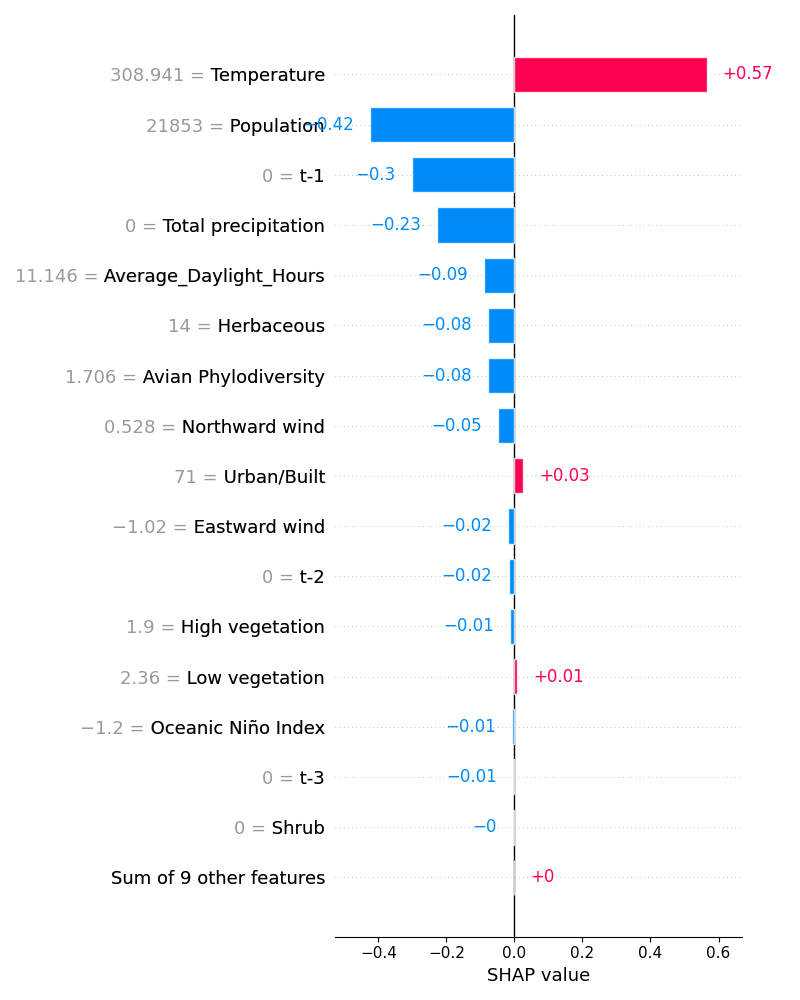 308.941 = Temperature +0.57
21853 = Population −0.42
0 = t-1 −0.3
0 = Total precipitation −0.23
11.146 = Average_Daylight_Hours −0.09
14 = Herbaceous −0.08
1.706 = Avian Phylodiversity −0.08
0.528 = Northward wind −0.05
71 = Urban/Built +0.03
−1.02 = Eastward wind −0.02
0 = t-2 −0.02
1.9 = High vegetation −0.01
2.36 = Low vegetation +0.01
−1.2 = Oceanic Niño Index −0.01
0 = t-3 −0.01
0 = Shrub −0
Sum of 9 other features +0
−0.4 −0.2 0.0 0.2 0.4 0.6
SHAP value